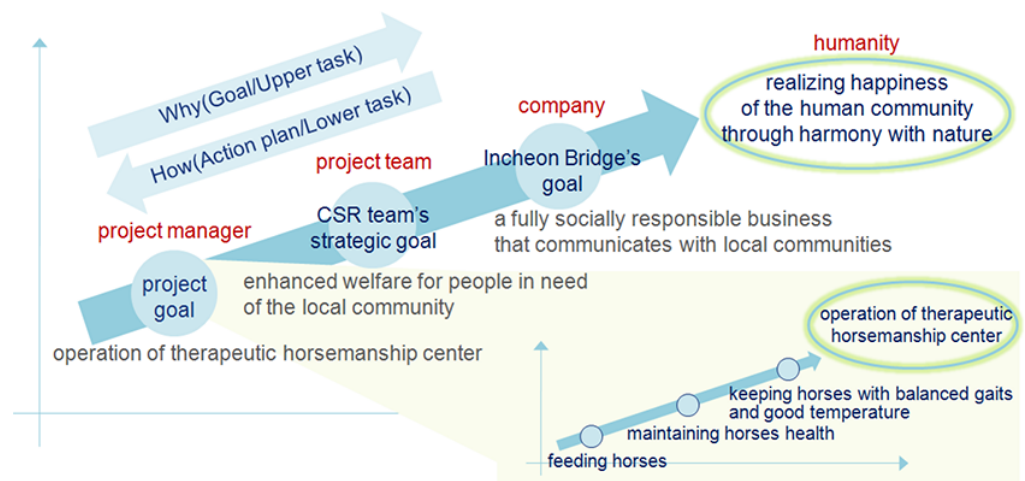 humanity
realizing happiness
of the human community
through harmony with nature
Why(Goal/Upper task)
How(Action plan/Lower task)
company
Incheon Bridge's
goal
a fully socially responsible business
that communicates with local communities
project team
CSR team's
strategic goal
enhanced welfare for people in need
of the local community
project manager
project
goal
operation of therapeutic horsemanship center
operation of therapeutic
horsemanship center
keeping horses with balanced gaits
and good temperature
maintaining horses health
feeding horses